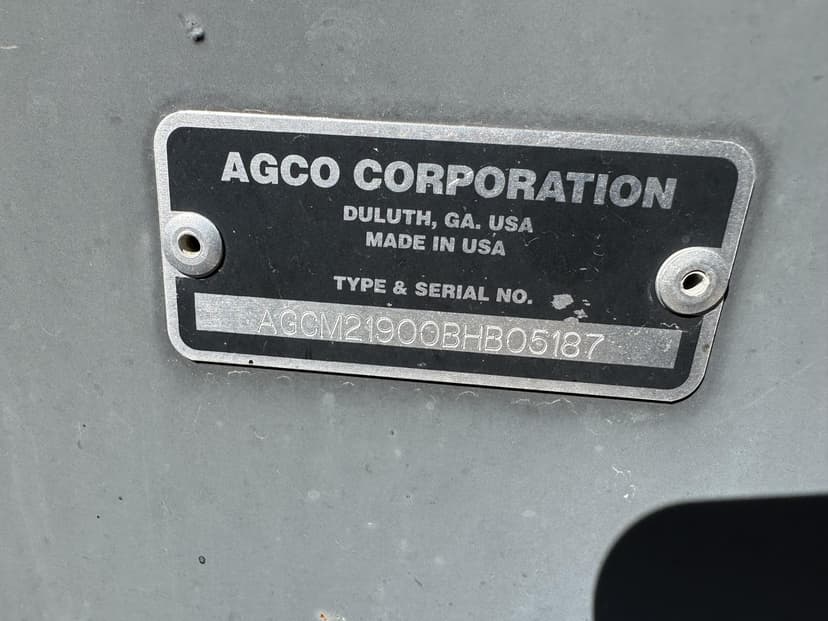 AGCO CORPORATION
DULUTH, GA. USA
MADE IN USA
TYPE & SERIAL NO.
AGCM21900BHB05187